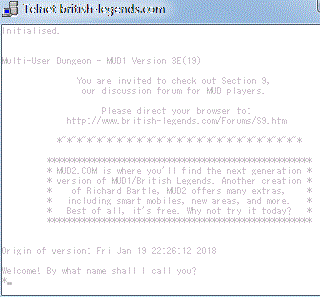 Telnet british-legends.com
Initialised.
Multi-User Dungeon - MUD1 Version 3E(19)
You are invited to check out Section 9,
our discussion forum for MUD players.
Please direct your browser to:
http://www.british-legends.com/Forums/S9.htm
*^*^*^*^*^*^*^*^*^*^*^*^*^*^*^*^*^*^*^*^*
*****************************************
* MUD2.COM is where you'll find the next generation *
* version of MUD1/British Legends. Another creation *
* of Richard Bartle, MUD2 offers many extras, *
* including smart mobiles, new areas, and more. *
* Best of all, it's free. Why not try it today? *
*****************************************
Origin of version: Fri Jan 19 22:26:12 2018
Welcome! By what name shall I call you?
*